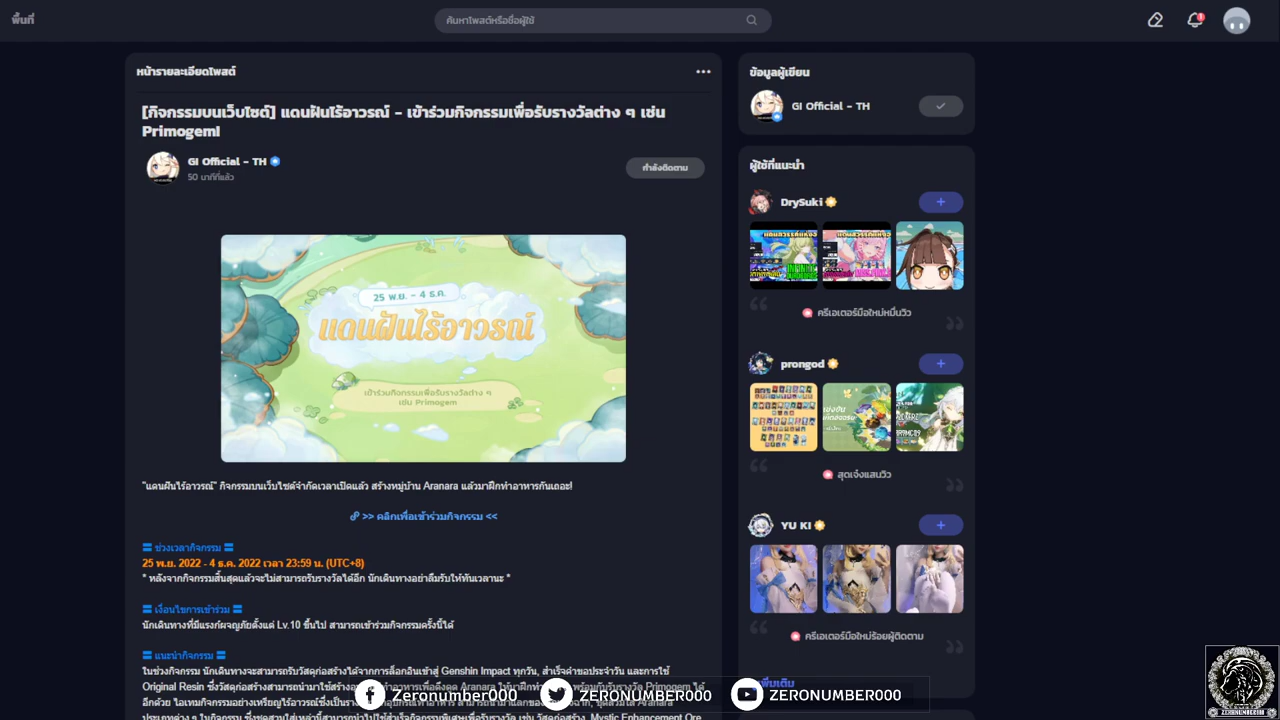 พื้นที่
ค้นหาโพสต์หรือชื่อผู้ใช้
หน้ารายละเอียดโพสต์
[กิจกรรมบนเว็บไซต์] แดนฝันไร้อาวรณ์ - เข้าร่วมกิจกรรมเพื่อรับรางวัลต่าง ๆ เช่น
Primogem!
GI Official - TH
50 นาทีที่แล้ว
กำลังติดตาม
25 พ.ย. - 4 ธ.ค.
แดนฝันไร้อาวรณ์
เข้าร่วมกิจกรรมเพื่อรับรางวัลต่าง ๆ
เช่น Primogem
"แดนฝันไร้อาวรณ์" กิจกรรมบนเว็บไซต์จำกัดเวลาเปิดแล้ว สร้างหมู่บ้าน Aranara แล้วมาฝึกทำอาหารกันเถอะ!
>> คลิกเพื่อเข้าร่วมกิจกรรม <<
〓 ช่วงเวลากิจกรรม 〓
25 พ.ย. 2022 - 4 ธ.ค. 2022 เวลา 23:59 น. (UTC+8)
* หลังจากกิจกรรมสิ้นสุดแล้วจะไม่สามารถรับรางวัลได้อีก นักเดินทางอย่าลืมรับให้ทันเวลานะ *
〓 เงื่อนไขการเข้าร่วม 〓
นักเดินทางที่มีแรงก์ผจญภัยตั้งแต่ Lv.10 ขึ้นไป สามารถเข้าร่วมกิจกรรมครั้งนี้ได้
〓 แนะนำกิจกรรม 〓
ในช่วงกิจกรรม นักเดินทางจะสามารถรับวัสดุก่อสร้างได้จากการล็อกอินเข้าสู่ Genshin Impact ทุกวัน, สำเร็จคำขอประจำวัน และการใช้
Original Resin ซึ่งวัสดุก่อสร้างสามารถนำมาใช้สร้าง
ข้อมูลผู้เขียน
GI Official - TH
ผู้ใช้ที่แนะนำ
DrySuki
ครีเอเตอร์มือใหม่หมื่นวิว
prongod
สุดเจ๋งแสนวิว
YU KI
ครีเอเตอร์มือใหม่ร้อยผู้ติดตาม
Zeronumber000
ZERONUMBER000
ZERONUMBER000